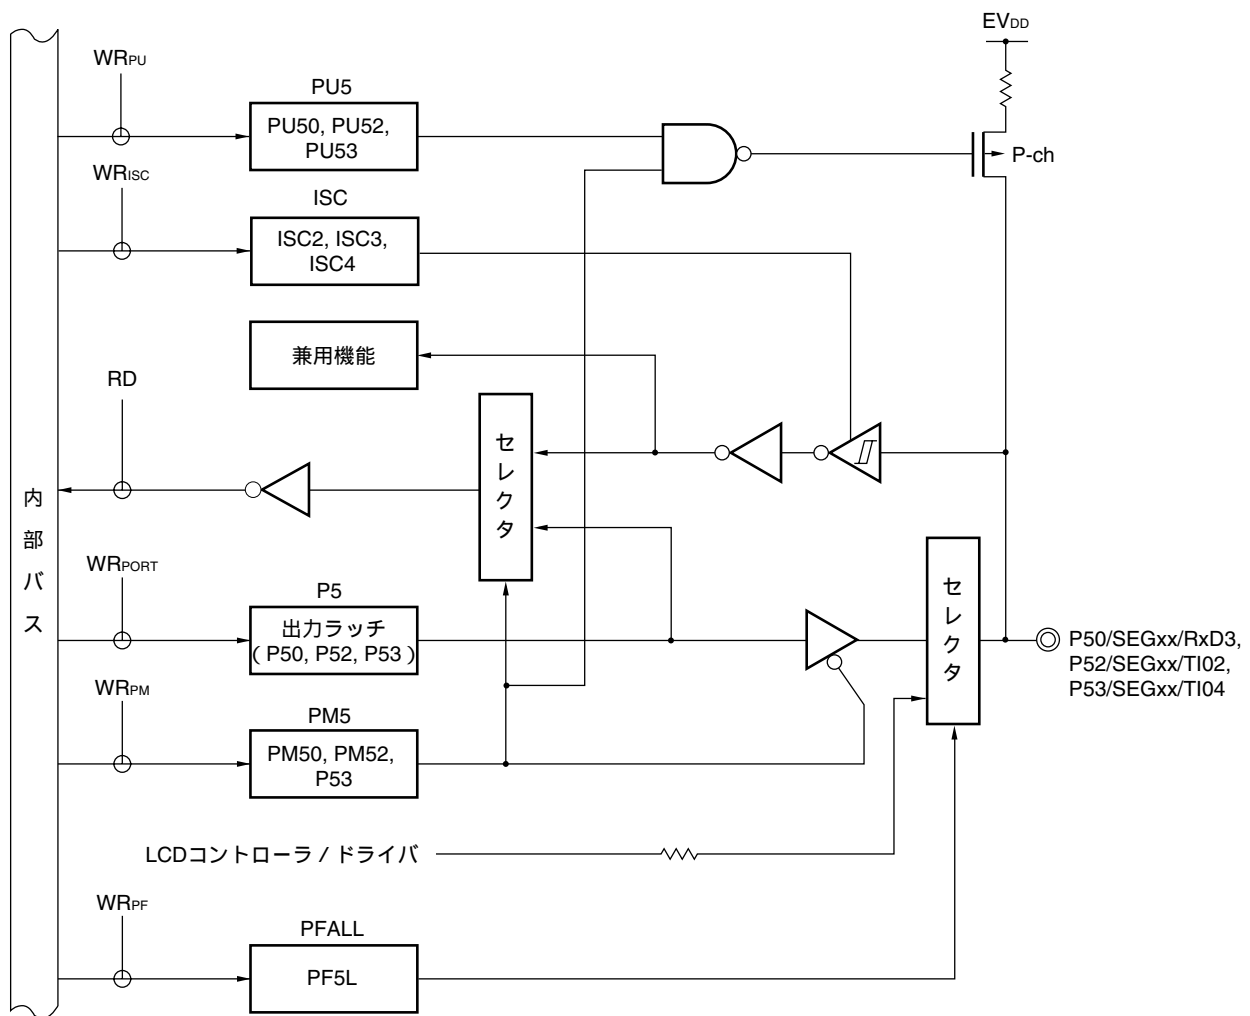 EVDD
WRPU
PU5
PU50, PU52,
PU53
P-ch
WRISC
ISC
ISC2, ISC3,
ISC4
兼用機能
RD
セレクタ
内部バス
WRPORT
P5
出力ラッチ
(P50, P52, P53)
セレクタ
P50/SEGxx/RxD3,
P52/SEGxx/TI02,
P53/SEGxx/TI04
WRPM
PM5
PM50, PM52,
P53
LCDコントローラ / ドライバ
WRPF
PFALL
PF5L